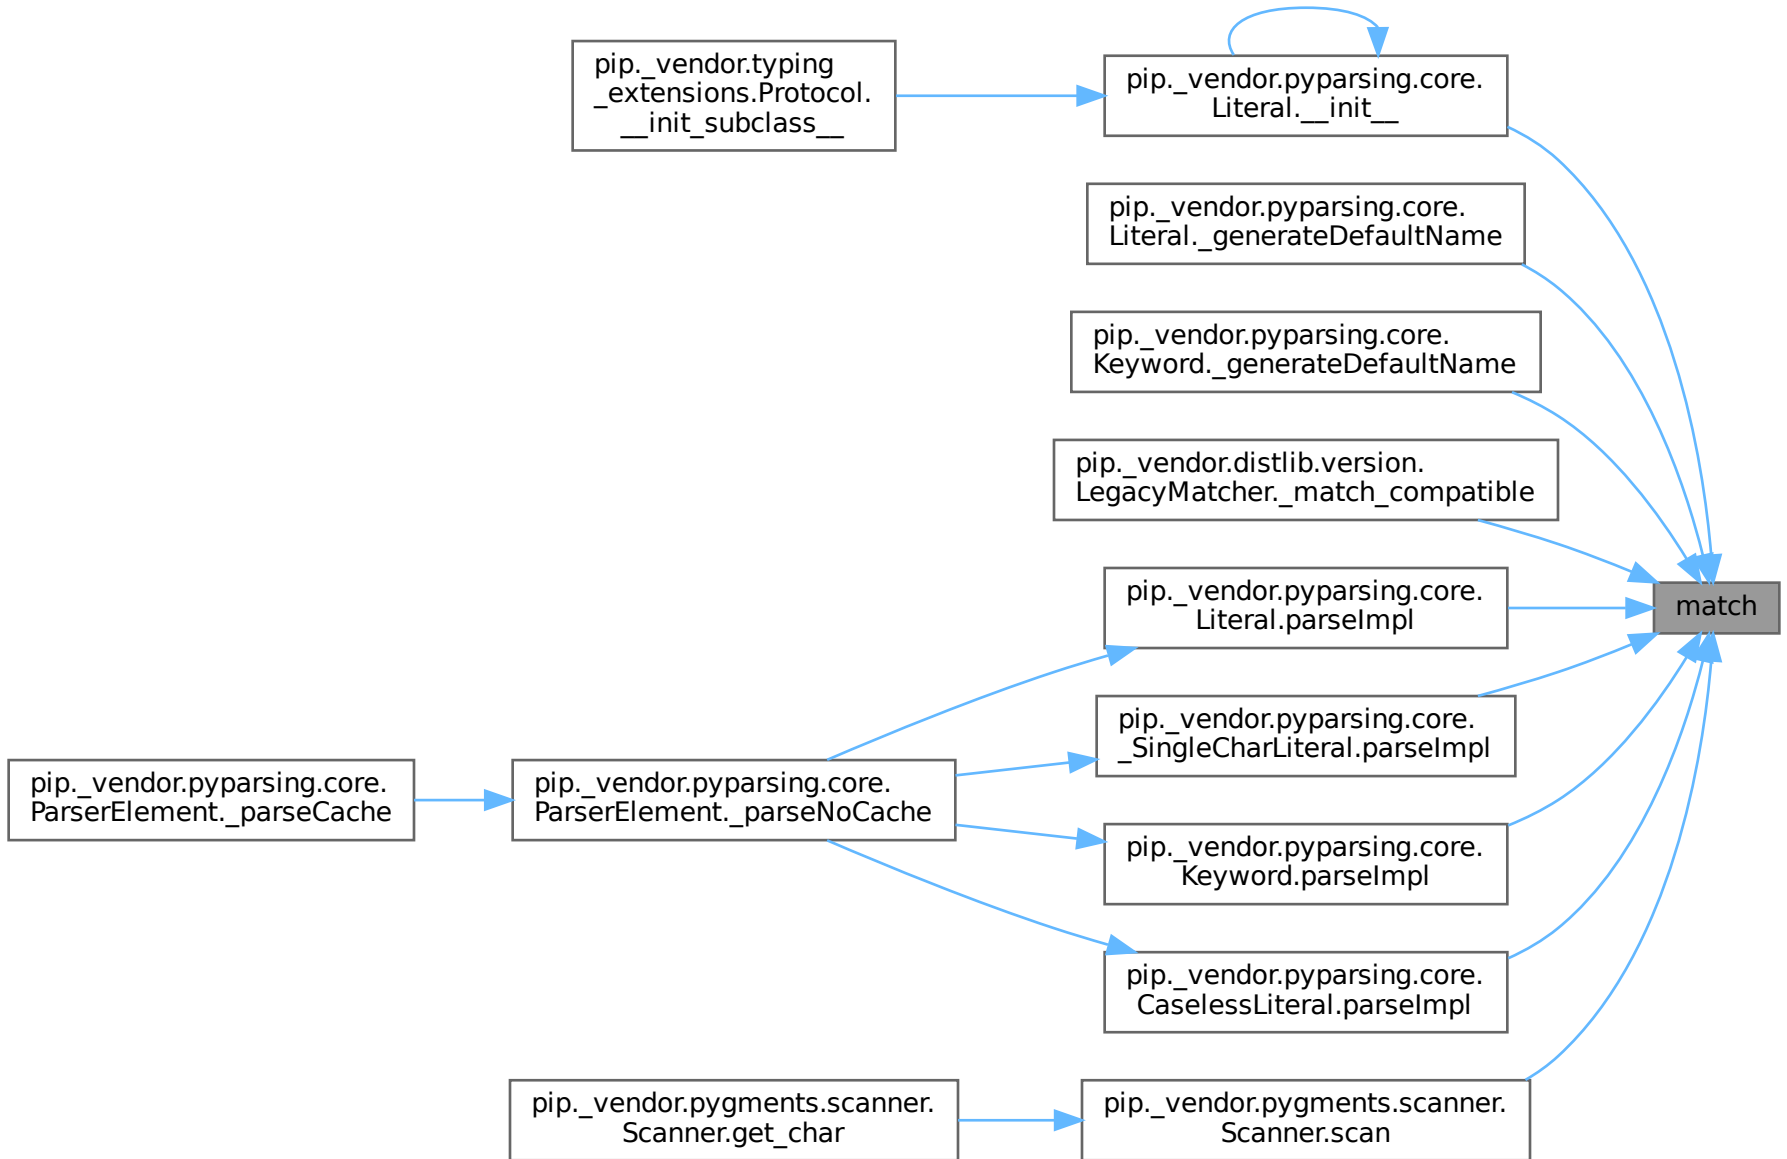 pip._vendor.typing
_extensions.Protocol.
__init_subclass__
pip._vendor.pyparsing.core.
Literal.__init__
pip._vendor.pyparsing.core.
Literal._generateDefaultName
pip._vendor.pyparsing.core.
Keyword._generateDefaultName
pip._vendor.distlib.version.
LegacyMatcher._match_compatible
pip._vendor.pyparsing.core.
Literal.parseImpl
match
pip._vendor.pyparsing.core.
_SingleCharLiteral.parseImpl
pip._vendor.pyparsing.core.
ParserElement._parseCache
pip._vendor.pyparsing.core.
ParserElement._parseNoCache
pip._vendor.pyparsing.core.
Keyword.parseImpl
pip._vendor.pyparsing.core.
CaselessLiteral.parseImpl
pip._vendor.pygments.scanner.
Scanner.get_char
pip._vendor.pygments.scanner.
Scanner.scan